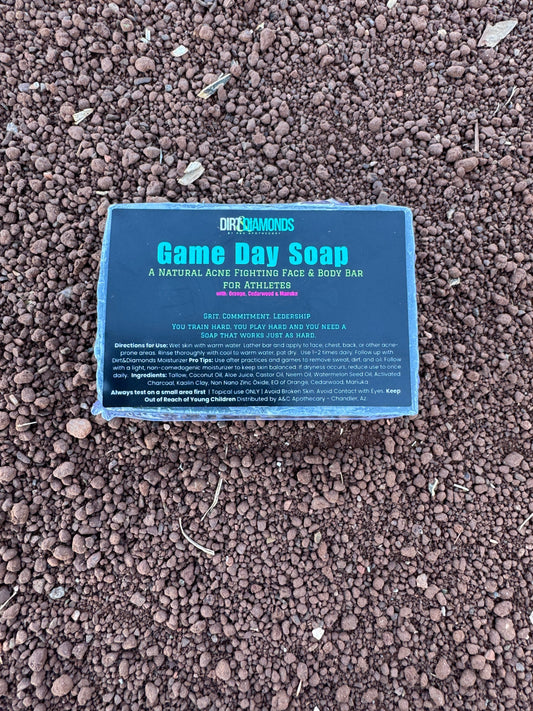 DIRT&DIAMONDS
BY A&C APOTHECARY
Game Day Soap
A Natural Acne Fighting Face & Body Bar
for Athletes
with: Orange, Cedarwood & Manuka
Grit. Commitment. Ledership
You train hard, you play hard and you need a
soap that works just as hard.
Directions for Use: Wet skin with warm water. Lather bar and apply to face, chest, back, or other acne-
prone areas. Rinse thoroughly with cool to warm water, pat dry. Use 1-2 times daily. Follow up with
Dirt&Diamonds Moisturizer Pro Tips: Use after practices and games to remove sweat, dirt, and oil. Follow
with a light, non-comedogenic moisturizer to keep skin balanced. If dryness occurs, reduce use to once
daily. Ingredients: Tallow, Coconut Oil, Aloe Juice, Castor Oil, Neem Oil, Watermelon Seed Oil, Activated
Charcoal, Kaolin Clay, Non Nano Zinc Oxide, EG of Orange, Cedarwood, Manuka.
Always test on a small area first | Topical use ONLY | Avoid Broken Skin. Avoid Contact with Eyes. Keep
Out of Reach of Young Children Distributed by A&C Apothecary - Chandler, Az